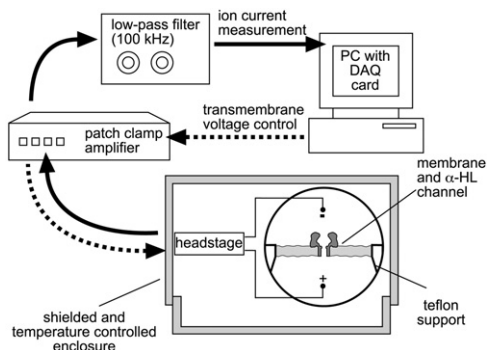 low-pass filter
(100 kHz)
ion current
measurement
PC with
DAQ
card
transmembrane
voltage control
patch clamp
amplifier
membrane
and α-HL
channel
headstage
-
+
teflon
support
shielded and
temperature controlled
enclosure